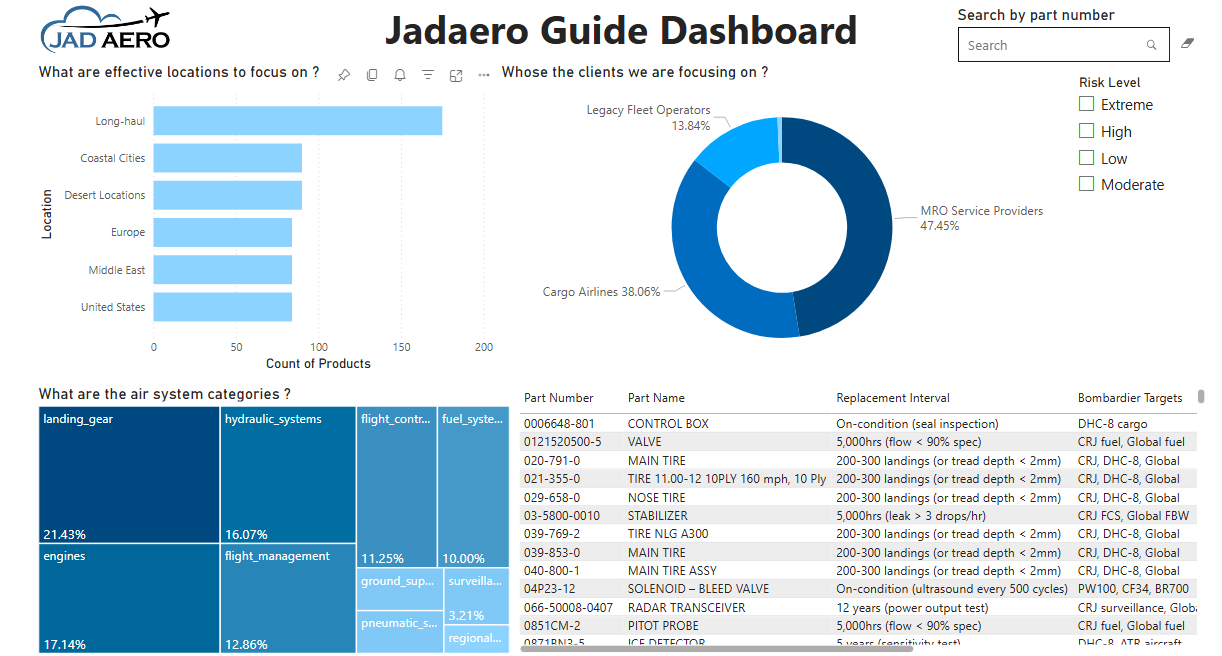 JAD AERO
Jadaero Guide Dashboard
Search by part number
Search
What are effective locations to focus on ?
Whose the clients we are focusing on ?
Risk Level
Extreme
High
Low
Moderate
Location
Long-haul
Coastal Cities
Desert Locations
Europe
Middle East
United States
0 50 100 150 200
Count of Products
Legacy Fleet Operators
13.84%
MRO Service Providers
47.45%
Cargo Airlines 38.06%
What are the air system categories ?
landing_gear
21.43%
hydraulic_systems
16.07%
flight_contr...
11.25%
fuel_syste...
10.00%
engines
17.14%
flight_management
12.86%
ground_sup...
surveilla...
3.21%
pneumatic_s...
regional...
Part Number Part Name Replacement Interval Bombardier Targets
0006648-801 CONTROL BOX On-condition (seal inspection) DHC-8 cargo
0121520500-5 VALVE 5,000hrs (flow < 90% spec) CRJ fuel, Global fuel
020-791-0 MAIN TIRE 200-300 landings (or tread depth < 2mm) CRJ, DHC-8, Global
021-355-0 TIRE 11.00-12 10PLY 160 mph, 10 Ply 200-300 landings (or tread depth < 2mm) CRJ, DHC-8, Global
029-658-0 NOSE TIRE 200-300 landings (or tread depth < 2mm) CRJ, DHC-8, Global
03-5800-0010 STABILIZER 5,000hrs (leak > 3 drops/hr) CRJ FCS, Global FBW
039-769-2 TIRE NLG A300 200-300 landings (or tread depth < 2mm) CRJ, DHC-8, Global
039-853-0 MAIN TIRE 200-300 landings (or tread depth < 2mm) CRJ, DHC-8, Global
040-800-1 MAIN TIRE ASSY 200-300 landings (or tread depth < 2mm) CRJ, DHC-8, Global
04P23-12 SOLENOID – BLEED VALVE On-condition (ultrasound every 500 cycles) PW100, CF34, BR700
066-50008-0407 RADAR TRANSCEIVER 12 years (power output test) CRJ surveillance, Globa
0851CM-2 PITOT PROBE 5,000hrs (flow < 90% spec) CRJ fuel, Global fuel
0871BN3-5 ICE DETECTOR 5 years (sensitivity test) DHC-8, ATR aircraft